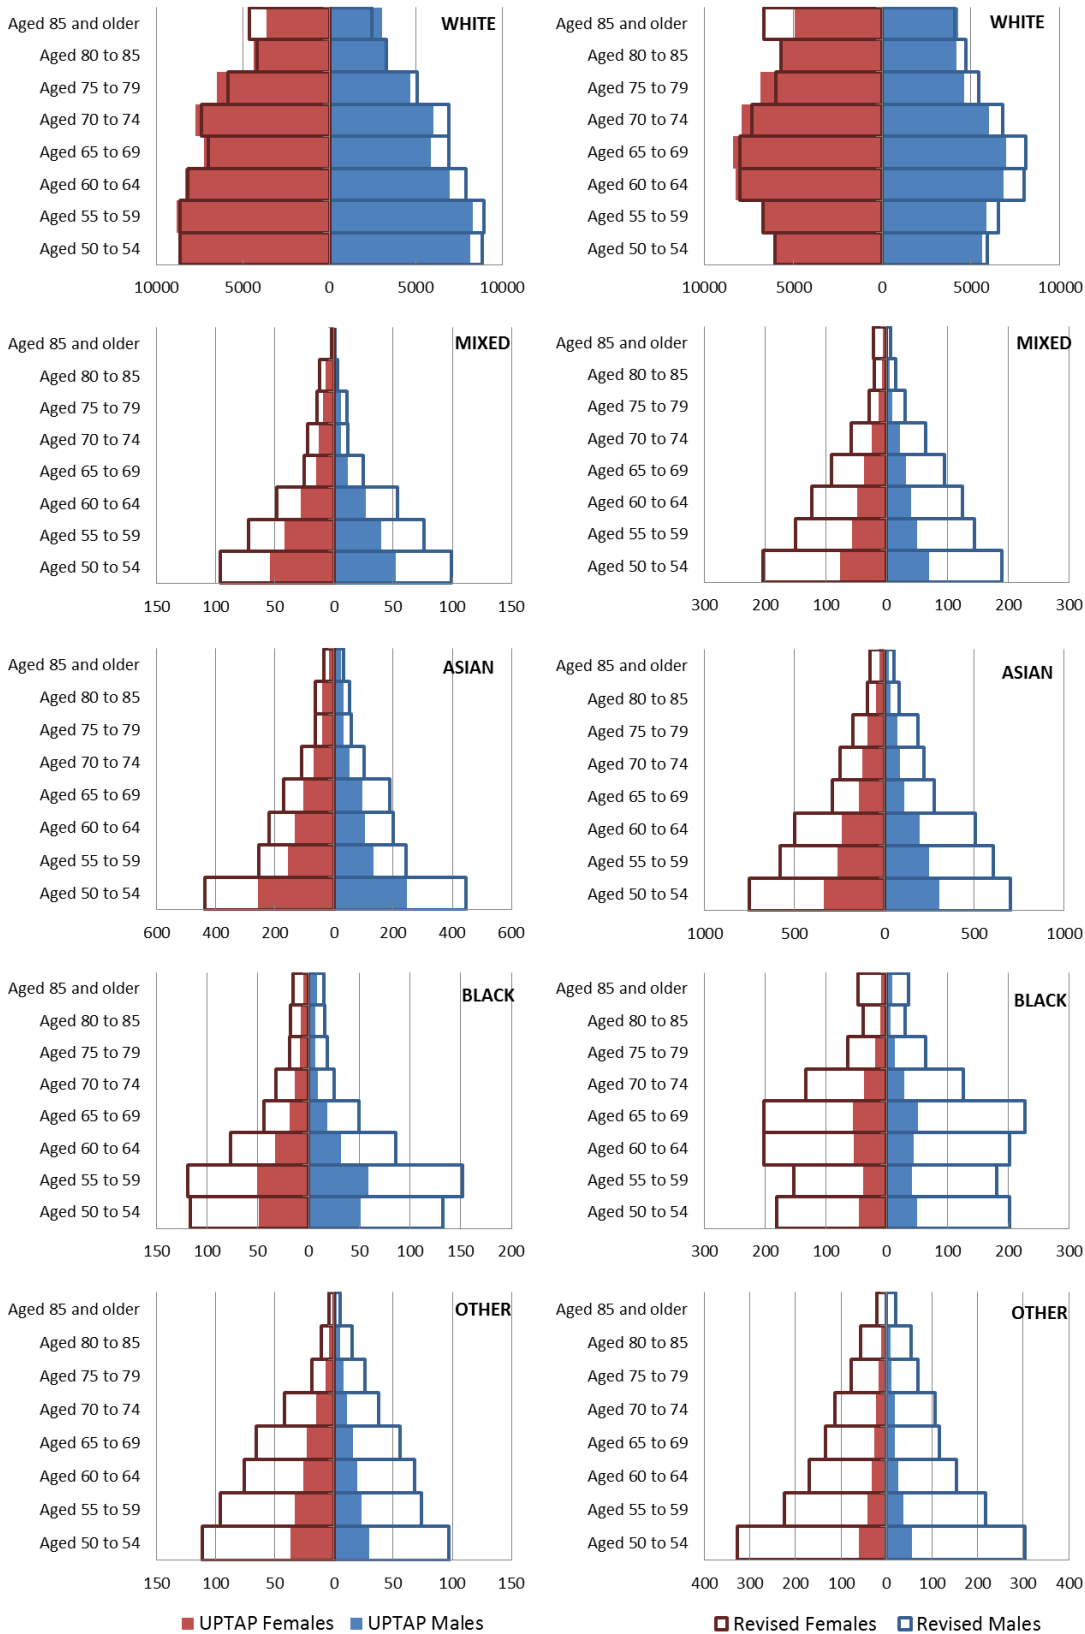 Aged 85 and older WHITE
Aged 80 to 85
Aged 75 to 79
Aged 70 to 74
Aged 65 to 69
Aged 60 to 64
Aged 55 to 59
Aged 50 to 54
10000 5000 0 5000 10000
Aged 85 and older WHITE
Aged 80 to 85
Aged 75 to 79
Aged 70 to 74
Aged 65 to 69
Aged 60 to 64
Aged 55 to 59
Aged 50 to 54
10000 5000 0 5000 10000
Aged 85 and older MIXED
Aged 80 to 85
Aged 75 to 79
Aged 70 to 74
Aged 65 to 69
Aged 60 to 64
Aged 55 to 59
Aged 50 to 54
150 100 50 0 50 100 150
Aged 85 and older MIXED
Aged 80 to 85
Aged 75 to 79
Aged 70 to 74
Aged 65 to 69
Aged 60 to 64
Aged 55 to 59
Aged 50 to 54
300 200 100 0 100 200 300
Aged 85 and older ASIAN
Aged 80 to 85
Aged 75 to 79
Aged 70 to 74
Aged 65 to 69
Aged 60 to 64
Aged 55 to 59
Aged 50 to 54
600 400 200 0 200 400 600
Aged 85 and older ASIAN
Aged 80 to 85
Aged 75 to 79
Aged 70 to 74
Aged 65 to 69
Aged 60 to 64
Aged 55 to 59
Aged 50 to 54
1000 500 0 500 1000
Aged 85 and older BLACK
Aged 80 to 85
Aged 75 to 79
Aged 70 to 74
Aged 65 to 69
Aged 60 to 64
Aged 55 to 59
Aged 50 to 54
150 100 50 0 50 100 150 200
Aged 85 and older BLACK
Aged 80 to 85
Aged 75 to 79
Aged 70 to 74
Aged 65 to 69
Aged 60 to 64
Aged 55 to 59
Aged 50 to 54
300 200 100 0 100 200 300
Aged 85 and older OTHER
Aged 80 to 85
Aged 75 to 79
Aged 70 to 74
Aged 65 to 69
Aged 60 to 64
Aged 55 to 59
Aged 50 to 54
150 100 50 0 50 100 150
Aged 85 and older OTHER
Aged 80 to 85
Aged 75 to 79
Aged 70 to 74
Aged 65 to 69
Aged 60 to 64
Aged 55 to 59
Aged 50 to 54
400 300 200 100 0 100 200 300 400
UPTAP Females UPTAP Males Revised Females Revised Males